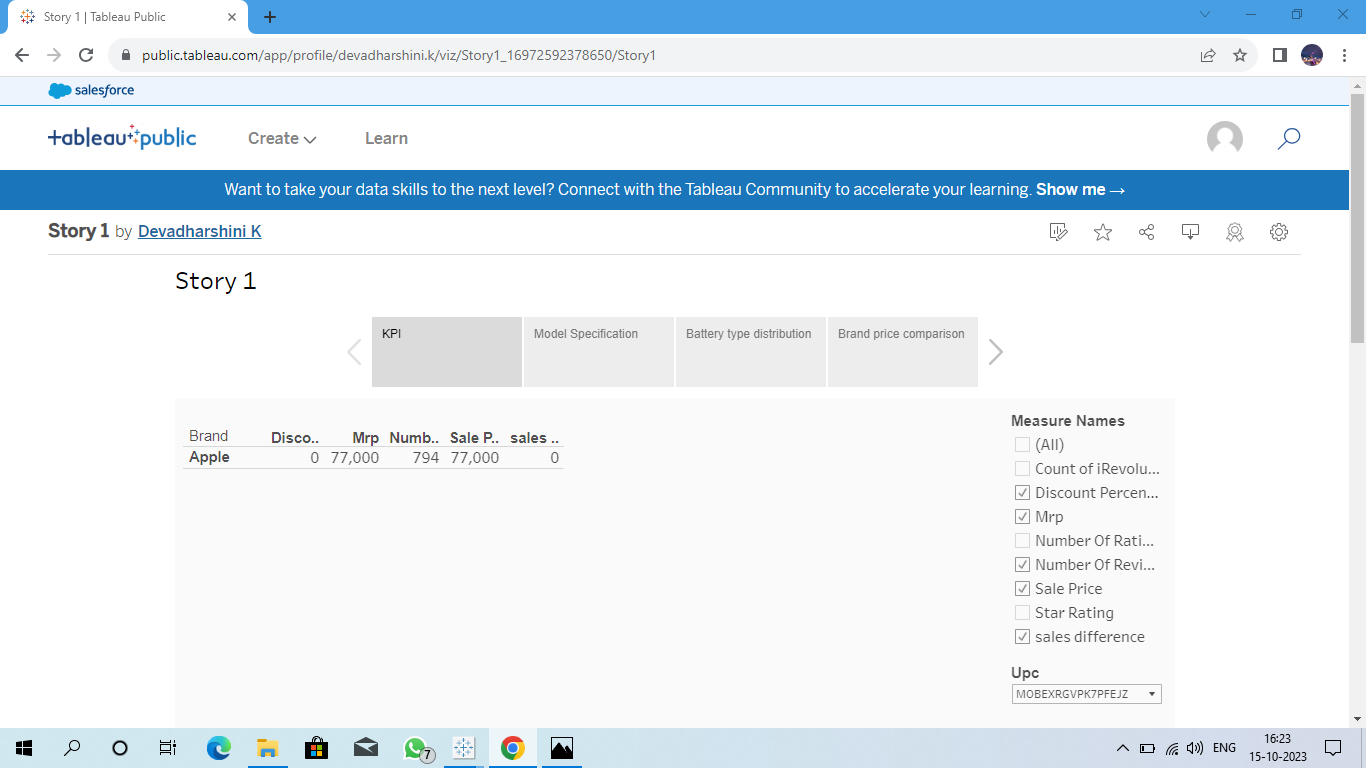 Story 1 | Tableau Public
public.tableau.com/app/profile/devadharshini.k/viz/Story1_16972592378650/Story1
salesforce
+ableau+public
Create
Learn
Want to take your data skills to the next level? Connect with the Tableau Community to accelerate your learning. Show me →
Story 1 by Devadharshini K
Story 1
KPI
Model Specification
Battery type distribution
Brand price comparison
Brand Disco.. Mrp Numb.. Sale P.. sales ..
Apple 0 77,000 794 77,000 0
Measure Names
(All)
Count of iRevolu...
Discount Percen...
Mrp
Number Of Rati...
Number Of Revi...
Sale Price
Star Rating
sales difference
Upc
MOBEXRGVPK7PFEJZ
7
ENG
16:23
15-10-2023